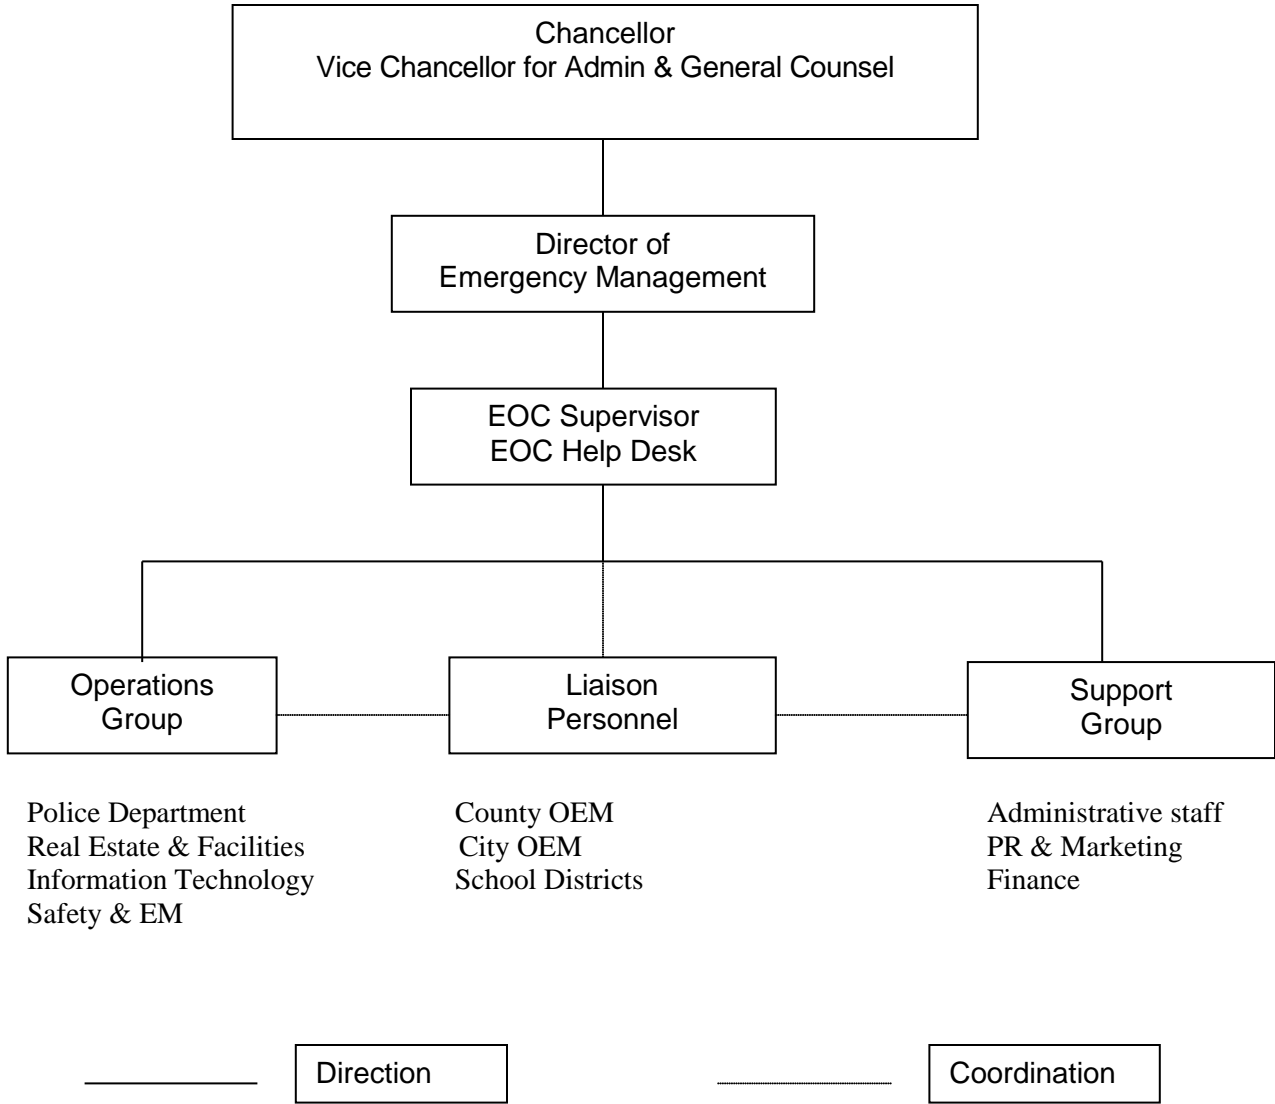 Chancellor
Vice Chancellor for Admin & General Counsel
Director of
Emergency Management
EOC Supervisor
EOC Help Desk
Operations
Group
Liaison
Personnel
Support
Group
Police Department
Real Estate & Facilities
Information Technology
Safety & EM
County OEM
City OEM
School Districts
Administrative staff
PR & Marketing
Finance
Direction
Coordination